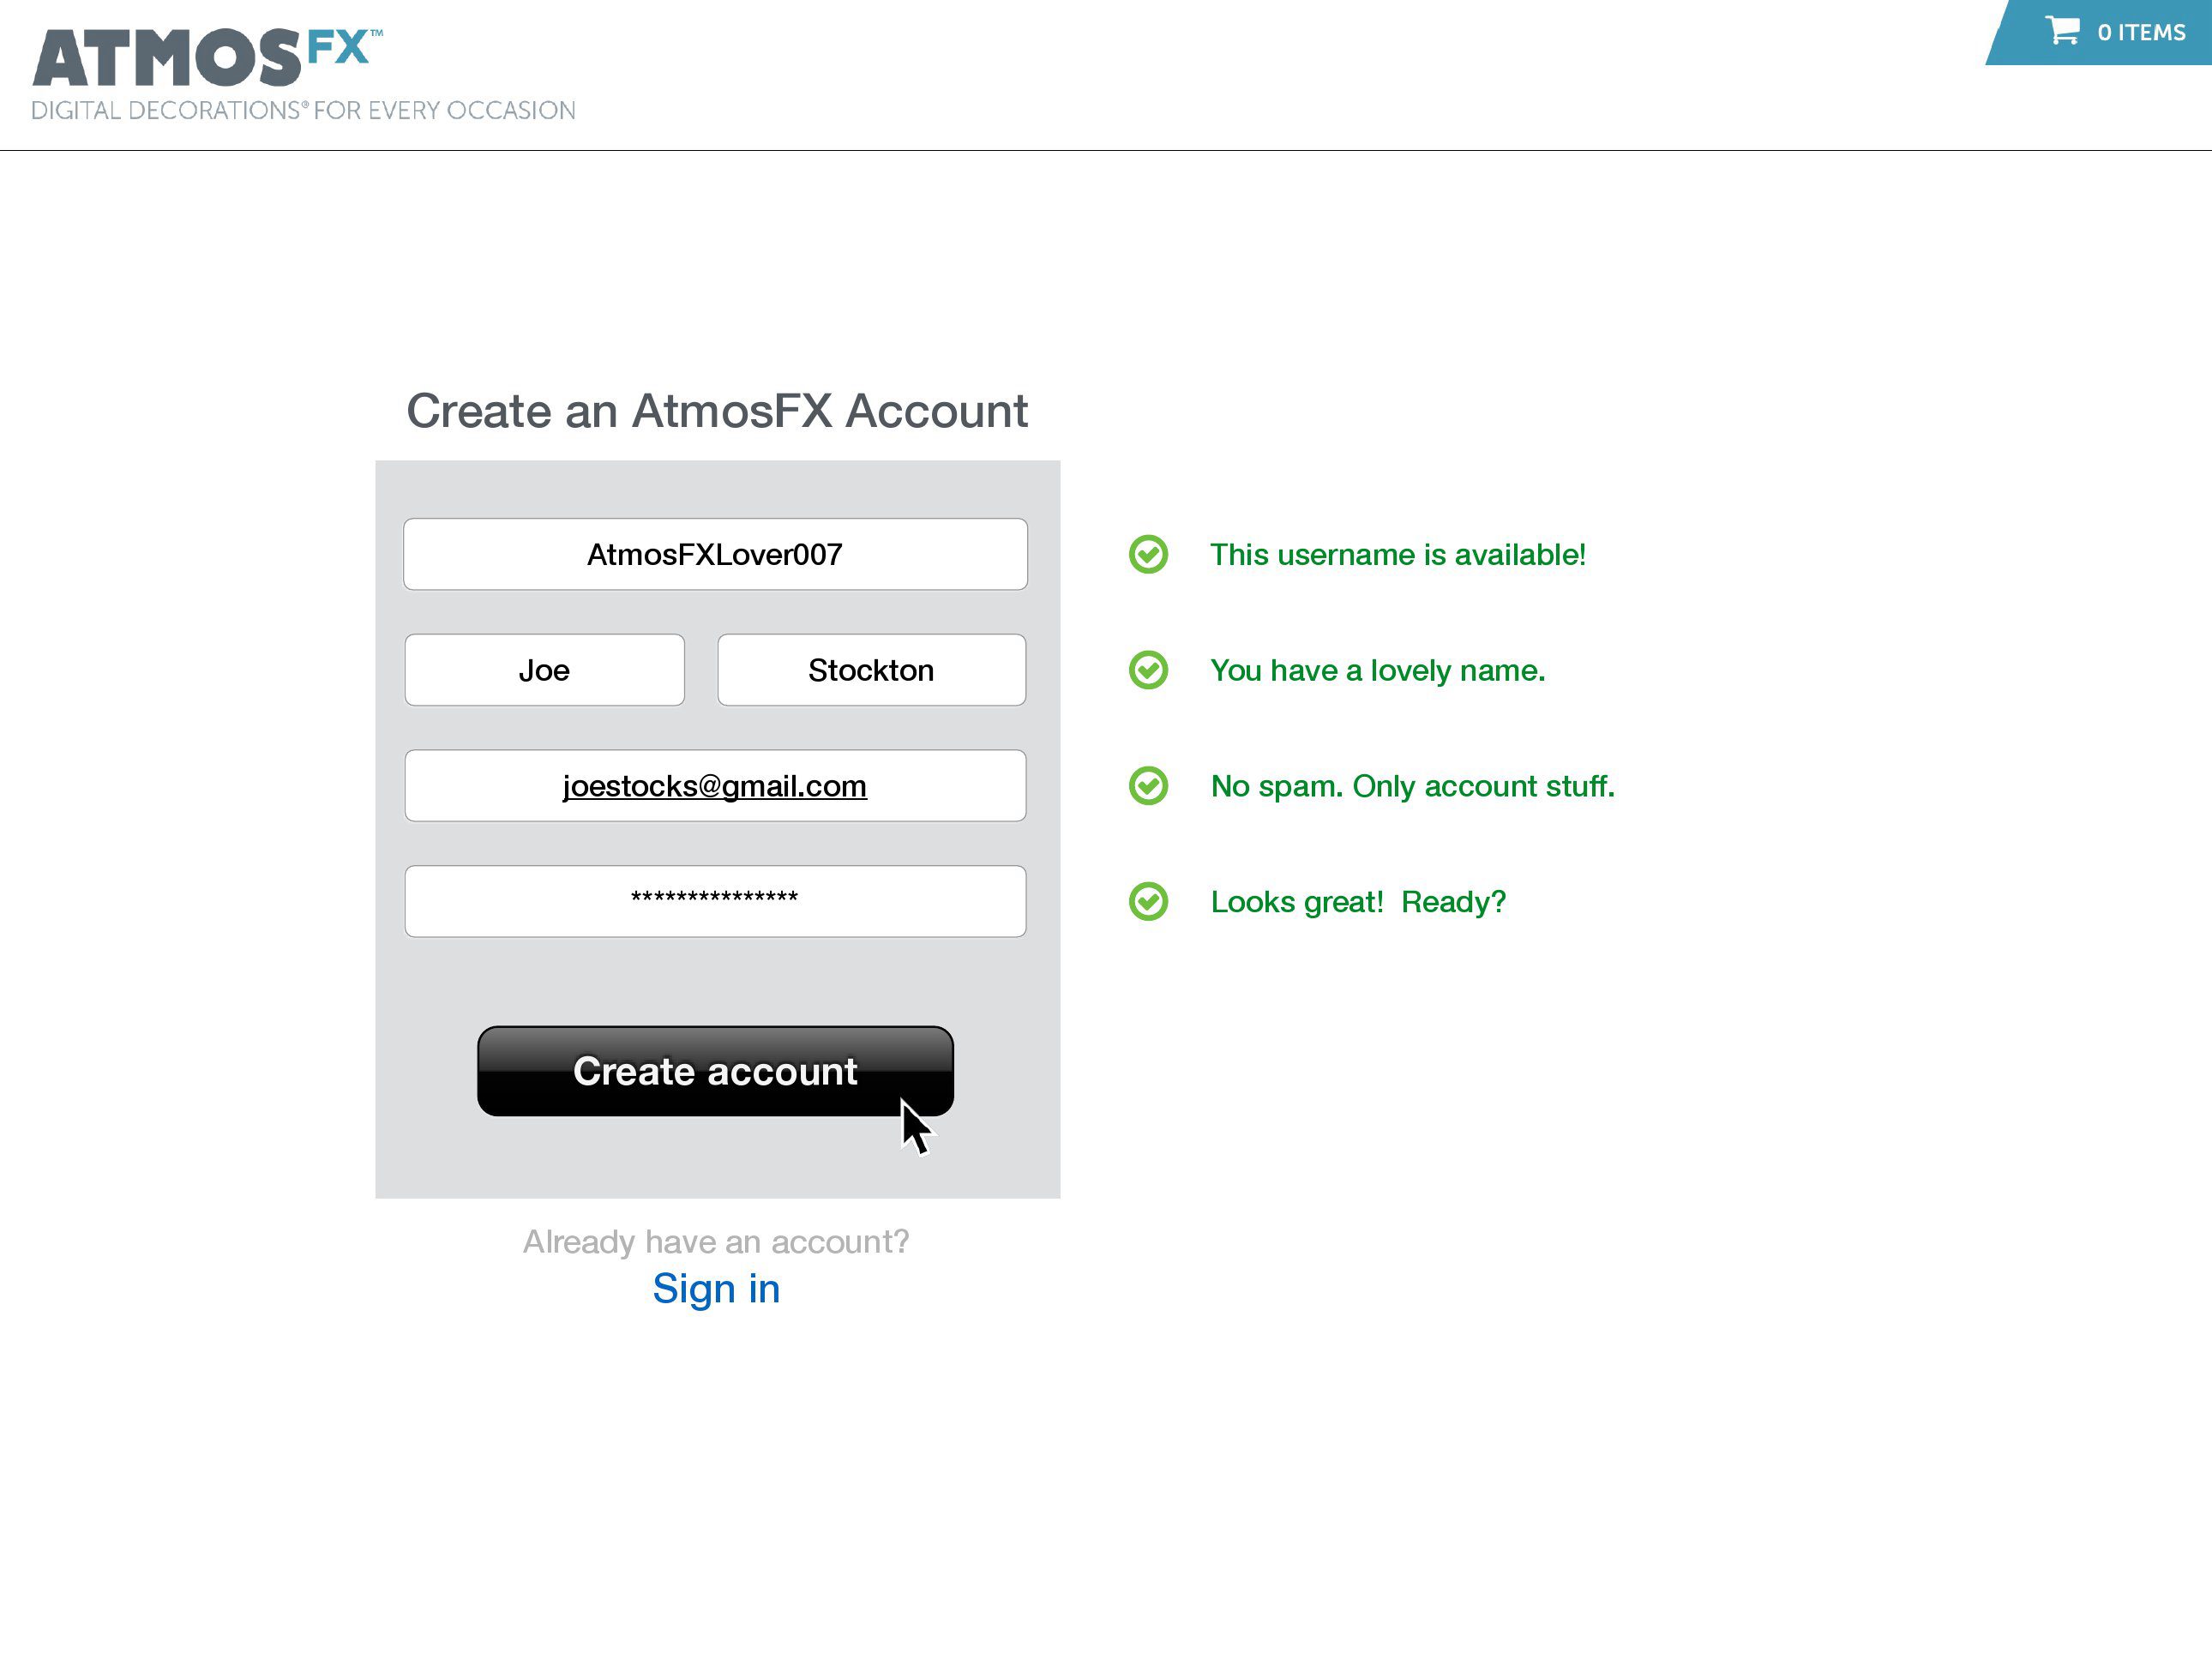 ATMOSFX™
DIGITAL DECORATIONS® FOR EVERY OCCASION
0 ITEMS
Create an AtmosFX Account
AtmosFXLover007
This username is available!
Joe
Stockton
You have a lovely name.
joestocks@gmail.com
No spam. Only account stuff.
***************
Looks great! Ready?
Create account
Already have an account?
Sign in